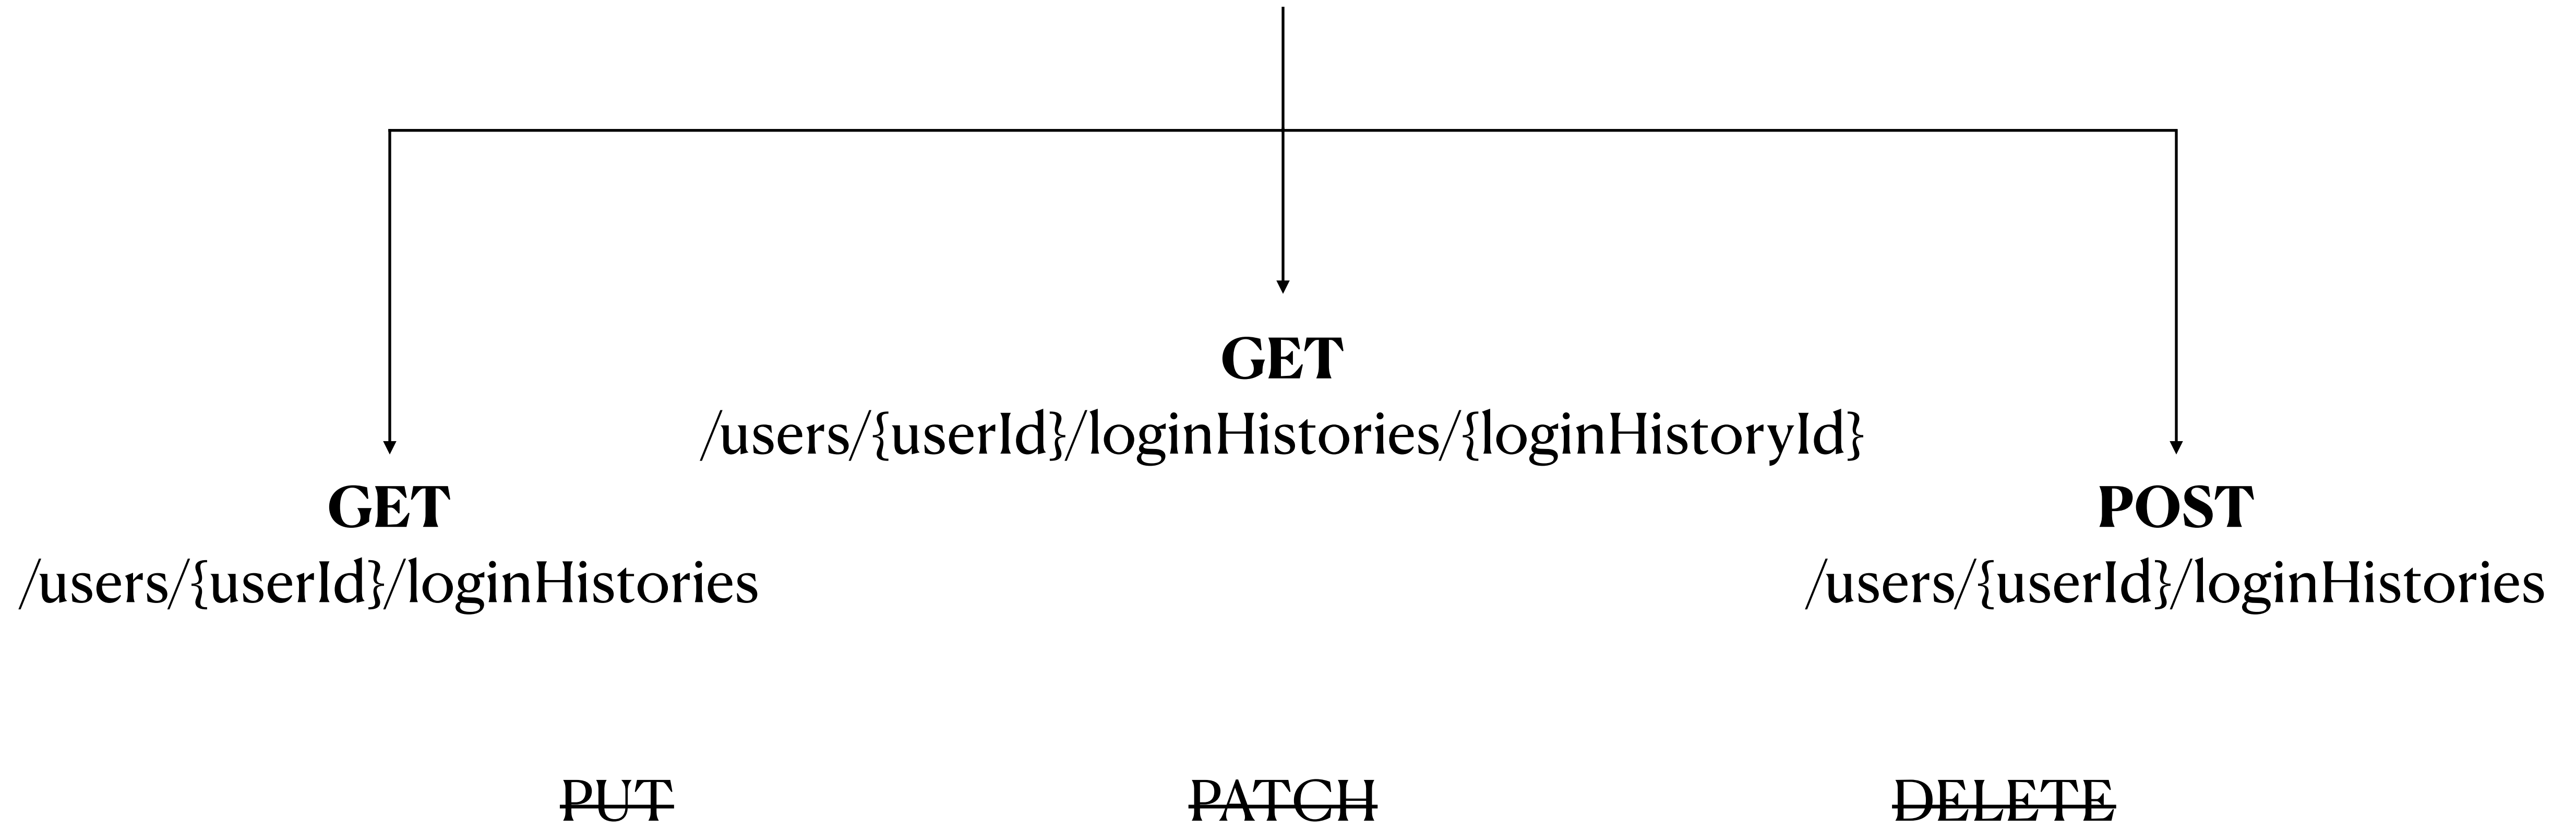 GET
/users/{userId}/loginHistories/{loginHistoryId}
GET
/users/{userId}/loginHistories
POST
/users/{userId}/loginHistories
PUT
PATCH
DELETE